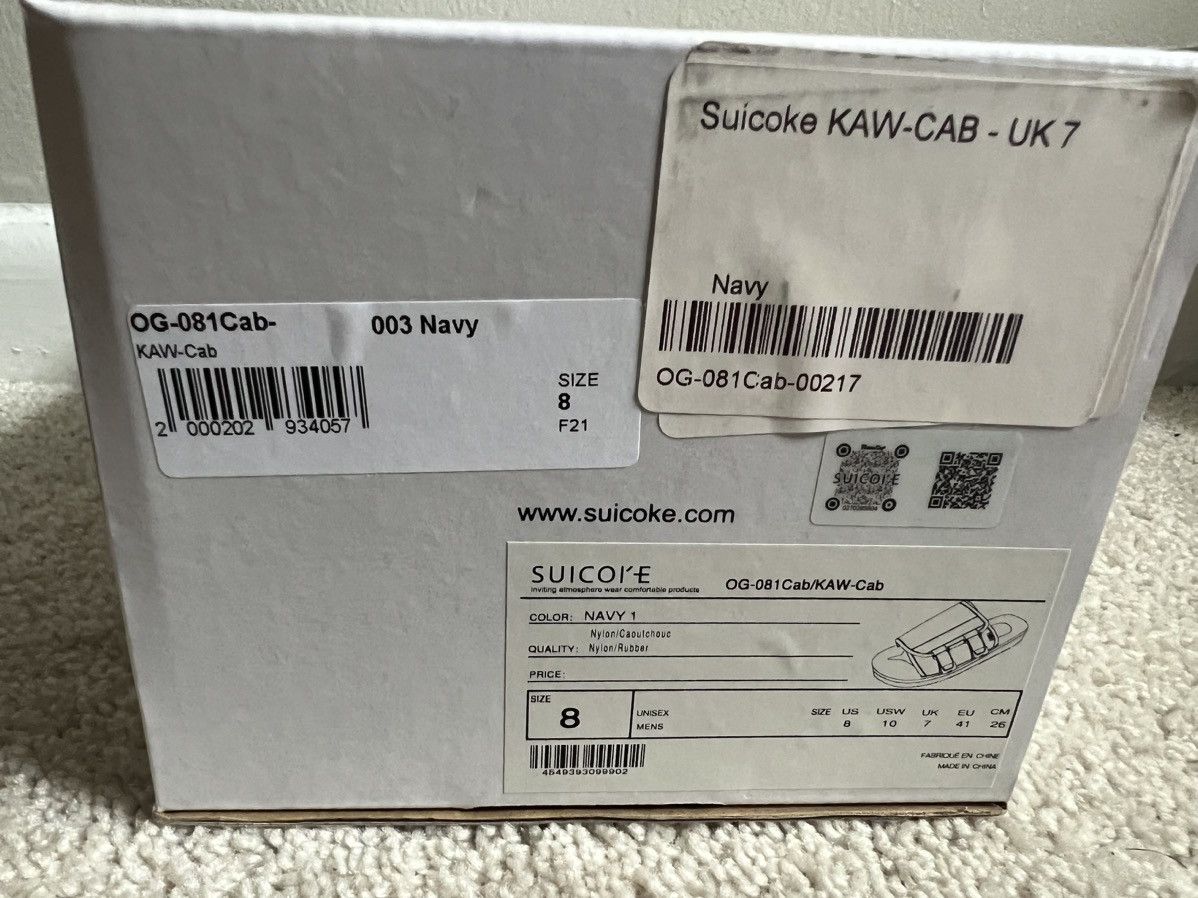 Suicoke KAW-CAB - UK 7
Navy
OG-081Cab-00217
OG-081Cab- 003 Navy
KAW-Cab
SIZE
8
F21
2 000202 934057
SUICOKE
www.suicoke.com
SUICOKE
OG-081Cab/KAW-Cab
Inviting atmosphere wear comfortable products
COLOR: NAVY 1
Nylon/Caoutchouc
QUALITY: Nylon/Rubber
PRICE:
SIZE
8
UNISEX
MENS
SIZE US USW UK EU CM
8 10 7 41 26
4549393099902
FABRIQUÉ EN CHINE
MADE IN CHINA